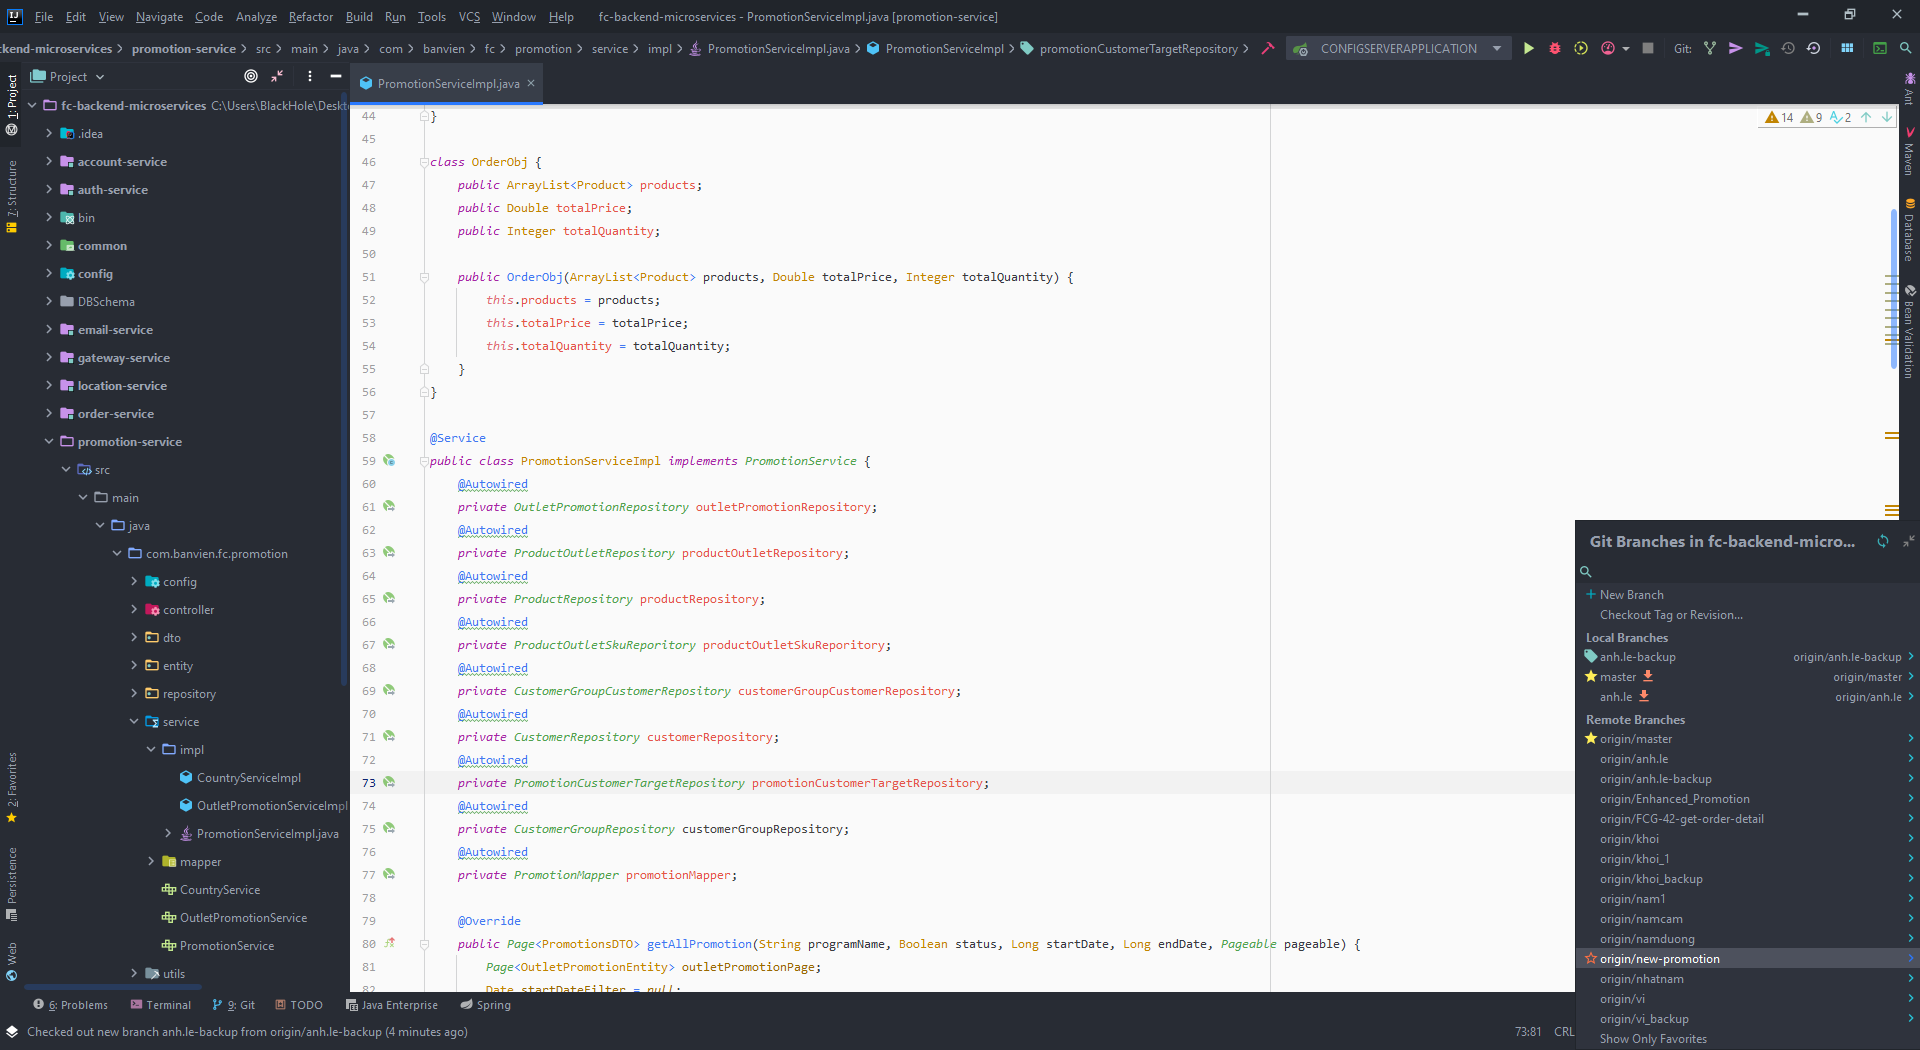 File Edit View Navigate Code Analyze Refactor Build Run Tools VCS Window Help fc-backend-microservices - PromotionServiceImpl.java [promotion-service]
kend-microservices promotion-service src main java com banvien fc promotion service impl PromotionServiceImpl.java PromotionServiceImpl promotionCustomerTargetRepository CONFIGSERVERAPPLICATION Git:
1: Project
7: Structure
2: Favorites
Persistence
Web
Project
fc-backend-microservices C:\Users\BlackHole\Deskt
.idea
account-service
auth-service
bin
common
config
DBSchema
email-service
gateway-service
location-service
order-service
promotion-service
src
main
java
com.banvien.fc.promotion
config
controller
dto
entity
repository
service
impl
CountryServiceImpl
OutletPromotionServiceImpl
PromotionServiceImpl.java
mapper
CountryService
OutletPromotionService
PromotionService
utils
PromotionServiceImpl.java
14 9 2
44 }
45
46 class OrderObj {
47 public ArrayList<Product> products;
48 public Double totalPrice;
49 public Integer totalQuantity;
50
51 public OrderObj(ArrayList<Product> products, Double totalPrice, Integer totalQuantity) {
52 this.products = products;
53 this.totalPrice = totalPrice;
54 this.totalQuantity = totalQuantity;
55 }
56 }
57
58 @Service
59 public class PromotionServiceImpl implements PromotionService {
60 @Autowired
61 private OutletPromotionRepository outletPromotionRepository;
62 @Autowired
63 private ProductOutletRepository productOutletRepository;
64 @Autowired
65 private ProductRepository productRepository;
66 @Autowired
67 private ProductOutletSkuReporitory productOutletSkuReporitory;
68 @Autowired
69 private CustomerGroupCustomerRepository customerGroupCustomerRepository;
70 @Autowired
71 private CustomerRepository customerRepository;
72 @Autowired
73 private PromotionCustomerTargetRepository promotionCustomerTargetRepository;
74 @Autowired
75 private CustomerGroupRepository customerGroupRepository;
76 @Autowired
77 private PromotionMapper promotionMapper;
78
79 @Override
80 public Page<PromotionsDTO> getAllPromotion(String programName, Boolean status, Long startDate, Long endDate, Pageable pageable) {
81 Page<OutletPromotionEntity> outletPromotionPage;
82 Date startDateFilter = null;
Ant
Maven
Database
Bean Validation
Git Branches in fc-backend-micro...
New Branch
Checkout Tag or Revision...
Local Branches
anh.le-backup origin/anh.le-backup
master origin/master
anh.le origin/anh.le
Remote Branches
origin/master
origin/anh.le
origin/anh.le-backup
origin/Enhanced_Promotion
origin/FCG-42-get-order-detail
origin/khoi
origin/khoi_1
origin/khoi_backup
origin/nam1
origin/namcam
origin/namduong
origin/new-promotion
origin/nhatnam
origin/vi
origin/vi_backup
Show Only Favorites
6: Problems Terminal 9: Git TODO Java Enterprise Spring
Checked out new branch anh.le-backup from origin/anh.le-backup (4 minutes ago) 73:81 CRL